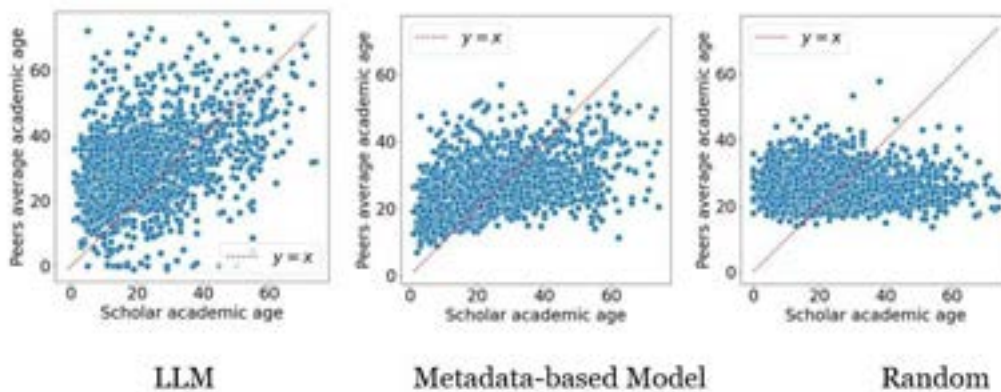 Peers average academic age
60
40
20
0
y = x
0 20 40 60
Scholar academic age
LLM
Peers average academic age
60
40
20
0
y = x
0 20 40 60
Scholar academic age
Metadata-based Model
Peers average academic age
60
40
20
0
y = x
0 20 40 60
Scholar academic age
Random